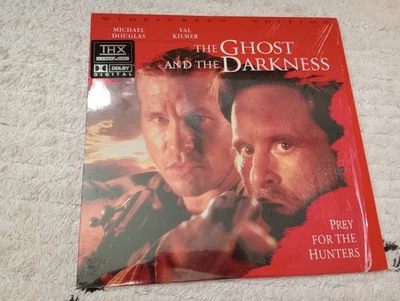 WIDESCREEN EDITION
MICHAEL
DOUGLAS
VAL
KILMER
THX
DOLBY
DIGITAL
THE GHOST
AND THE DARKNESS
PREY
FOR THE
HUNTERS